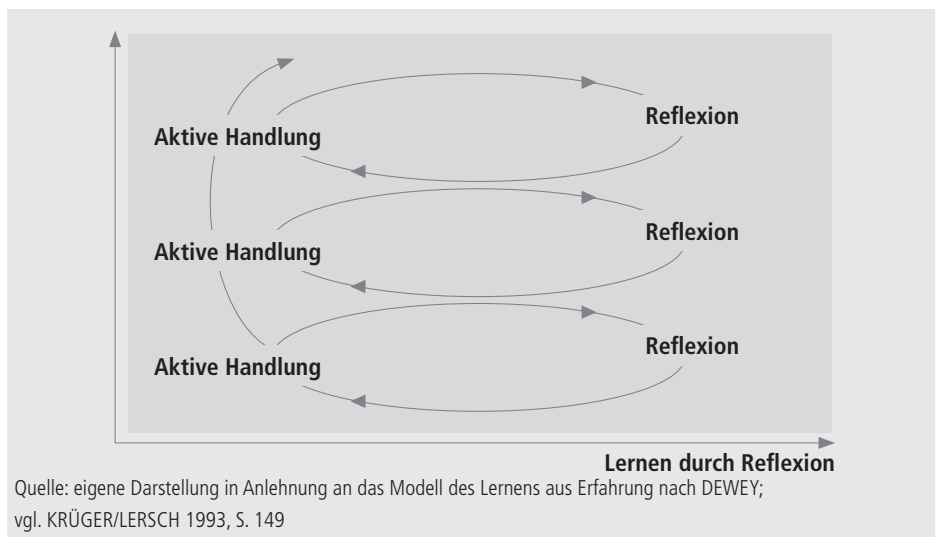 Aktive Handlung
Reflexion
Aktive Handlung
Reflexion
Aktive Handlung
Reflexion
Lernen durch Reflexion
Quelle: eigene Darstellung in Anlehnung an das Modell des Lernens aus Erfahrung nach DEWEY;
vgl. KRÜGER/LERSCH 1993, S. 149